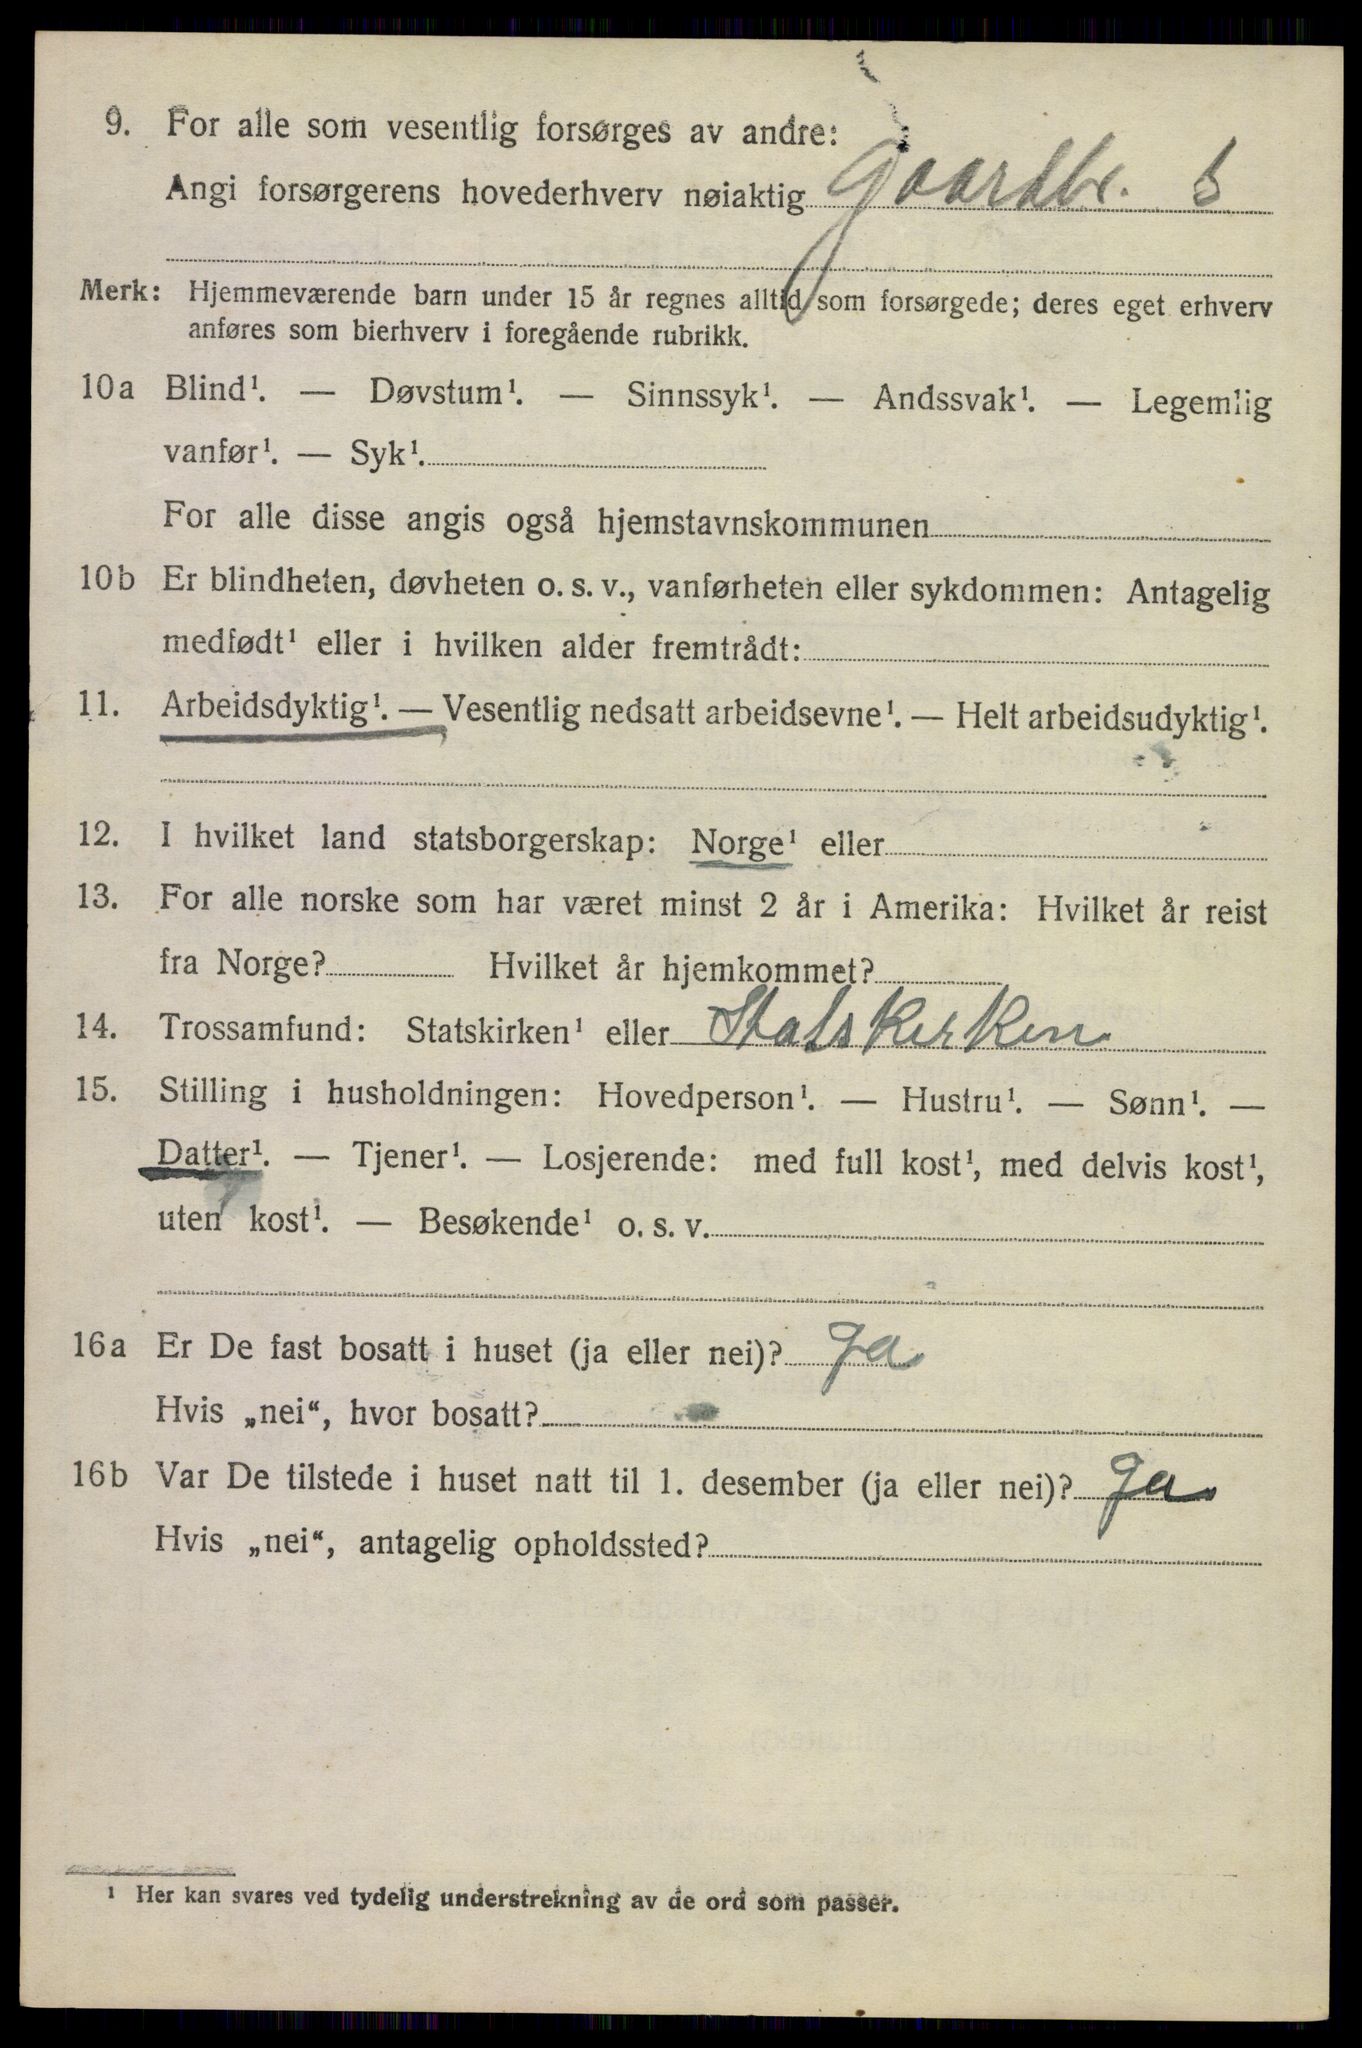 9. For alle som vesentlig forsørges av andre:
Angi forsørgerens hovederhverv nøiaktig gaardbr. s
Merk: Hjemmeværende barn under 15 år regnes alltid som forsørgede; deres eget erhverv
anføres som bierhverv i foregående rubrikk.
10a Blind¹. — Døvstum¹. — Sinnssyk¹. — Andssvak¹. — Legemlig
vanfør¹. — Syk¹.
For alle disse angis også hjemstavnskommunen
10b Er blindheten, døvheten o. s. v., vanførheten eller sykdommen: Antagelig
medfødt¹ eller i hvilken alder fremtrådt:
11. Arbeidsdyktig¹. — Vesentlig nedsatt arbeidsevne¹. — Helt arbeidsudyktig¹.
12. I hvilket land statsborgerskap: Norge¹ eller
13. For alle norske som har været minst 2 år i Amerika: Hvilket år reist
fra Norge? Hvilket år hjemkommet?
14. Trossamfund: Statskirken¹ eller Statskirken
15. Stilling i husholdningen: Hovedperson¹. — Hustru¹. — Sønn¹. —
Datter¹. — Tjener¹. — Losjerende: med full kost¹, med delvis kost¹,
uten kost¹. — Besøkende¹ o. s. v.
16a Er De fast bosatt i huset (ja eller nei)? ja
Hvis „nei“, hvor bosatt?
16b Var De tilstede i huset natt til 1. desember (ja eller nei)? ja
Hvis „nei“, antagelig opholdssted?
¹ Her kan svares ved tydelig understrekning av de ord som passer.